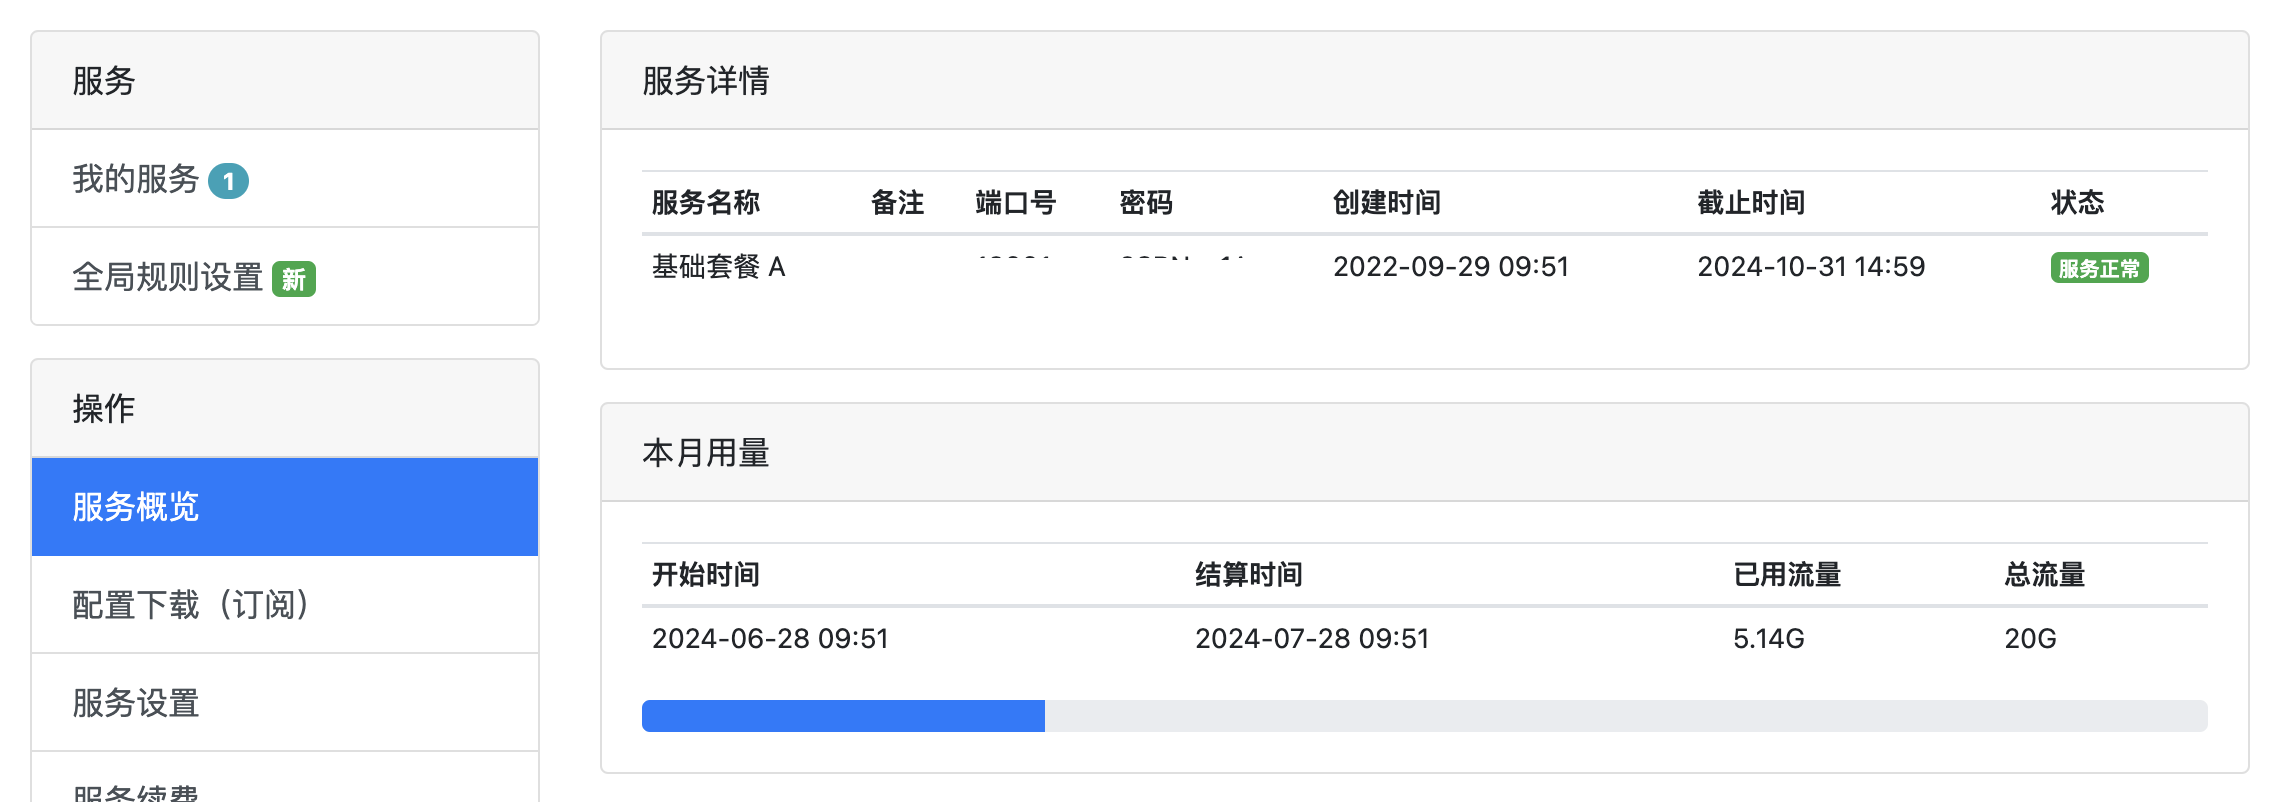 服务
我的服务 1
全局规则设置 新
操作
服务概览
配置下载（订阅）
服务设置
服务续费
服务详情
服务名称 备注 端口号 密码 创建时间 截止时间 状态
基础套餐 A 2022-09-29 09:51 2024-10-31 14:59 服务正常
本月用量
开始时间 结算时间 已用流量 总流量
2024-06-28 09:51 2024-07-28 09:51 5.14G 20G